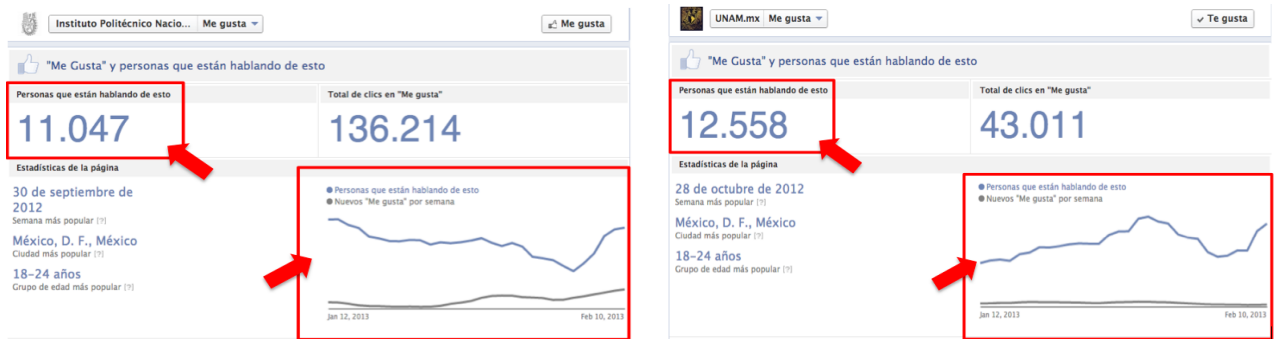 Instituto Politécnico Nacio... Me gusta
Me gusta
"Me Gusta" y personas que están hablando de esto
Personas que están hablando de esto
11.047
Total de clics en "Me gusta"
136.214
Estadísticas de la página
30 de septiembre de
2012
Semana más popular [?]
México, D. F., México
Ciudad más popular [?]
18-24 años
Grupo de edad más popular [?]
Personas que están hablando de esto
Nuevos "Me gusta" por semana
Jan 12, 2013
Feb 10, 2013
UNAM.mx Me gusta
Te gusta
"Me Gusta" y personas que están hablando de esto
Personas que están hablando de esto
12.558
Total de clics en "Me gusta"
43.011
Estadísticas de la página
28 de octubre de 2012
Semana más popular [?]
México, D. F., México
Ciudad más popular [?]
18-24 años
Grupo de edad más popular [?]
Personas que están hablando de esto
Nuevos "Me gusta" por semana
Jan 12, 2013
Feb 10, 2013